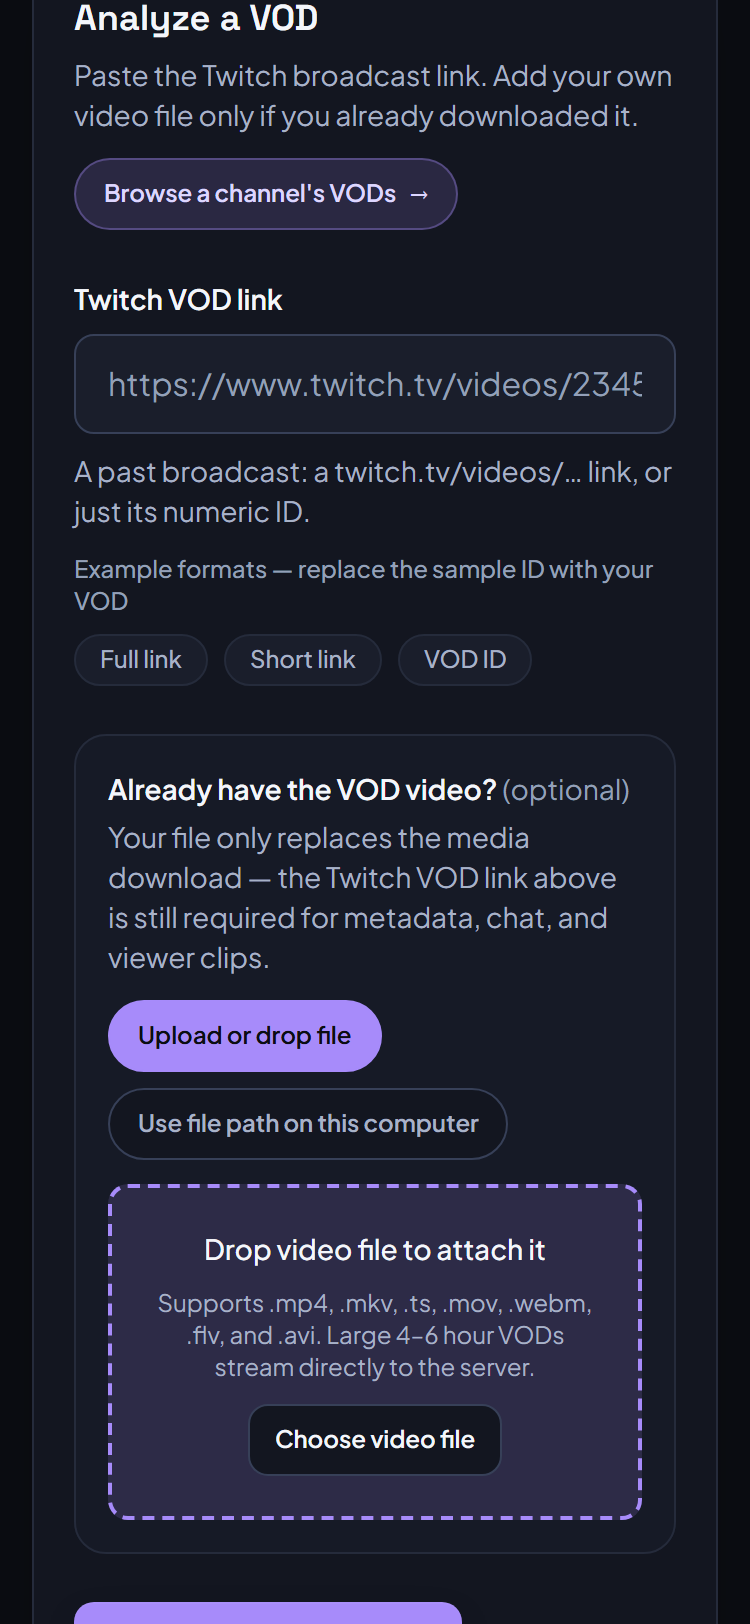 Analyze a VOD
Paste the Twitch broadcast link. Add your own
video file only if you already downloaded it.
Browse a channel's VODs →
Twitch VOD link
https://www.twitch.tv/videos/2345
A past broadcast: a twitch.tv/videos/… link, or
just its numeric ID.
Example formats — replace the sample ID with your
VOD
Full link
Short link
VOD ID
Already have the VOD video? (optional)
Your file only replaces the media
download — the Twitch VOD link above
is still required for metadata, chat, and
viewer clips.
Upload or drop file
Use file path on this computer
Drop video file to attach it
Supports .mp4, .mkv, .ts, .mov, .webm,
.flv, and .avi. Large 4–6 hour VODs
stream directly to the server.
Choose video file